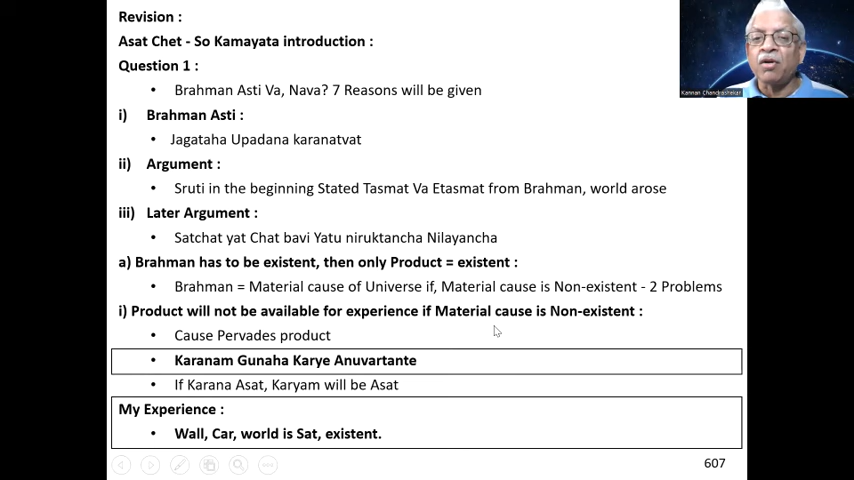 Revision :
Asat Chet - So Kamayata introduction :
Question 1 :
• Brahman Asti Va, Nava? 7 Reasons will be given
i) Brahman Asti :
• Jagataha Upadana karanatvat
ii) Argument :
• Sruti in the beginning Stated Tasmat Va Etasmat from Brahman, world arose
iii) Later Argument :
• Satchat yat Chat bavi Yatu niruktancha Nilayancha
a) Brahman has to be existent, then only Product = existent :
• Brahman = Material cause of Universe if, Material cause is Non-existent - 2 Problems
i) Product will not be available for experience if Material cause is Non-existent :
• Cause Pervades product
• Karanam Gunaha Karye Anuvartante
• If Karana Asat, Karyam will be Asat
My Experience :
• Wall, Car, world is Sat, existent.
607
Kannan Chandrashekar